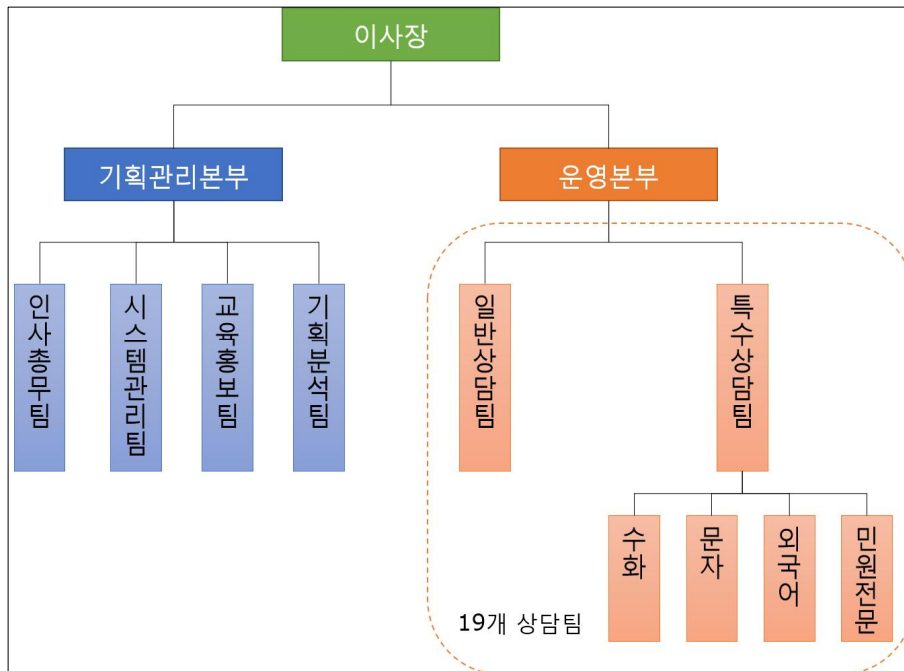 이사장
기획관리본부
운영본부
인사총무팀
시스템관리팀
교육홍보팀
기획분석팀
일반상담팀
특수상담팀
수화
문자
외국어
민원전문
19개 상담팀